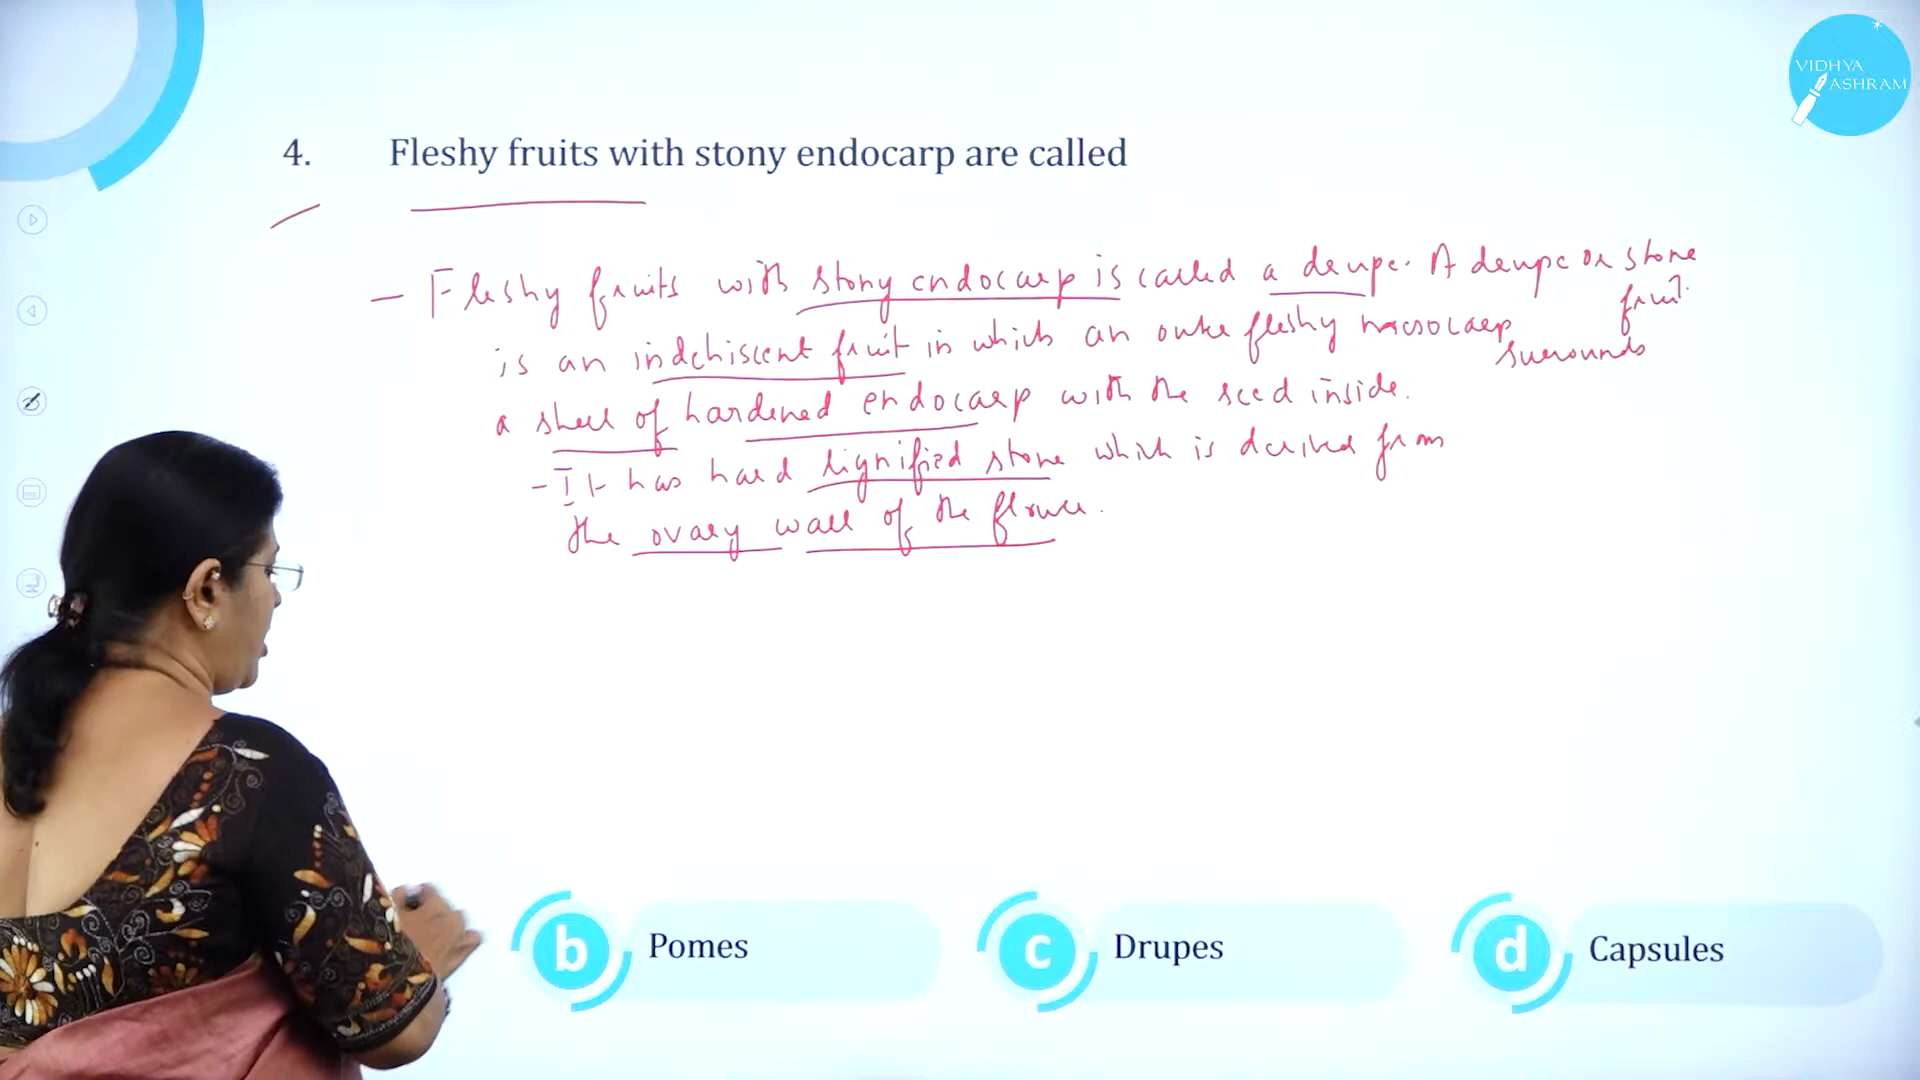 VIDHYA
ASHRAM
4. Fleshy fruits with stony endocarp are called
– Fleshy fruits with stony endocarp is called a drupe. A drupe or stone fruit
is an indehiscent fruit in which an outer fleshy mesocarp surrounds
a shell of hardened endocarp with the seed inside.
- It has hard lignified stone which is derived from
the ovary wall of the flower.
b Pomes
c Drupes
d Capsules